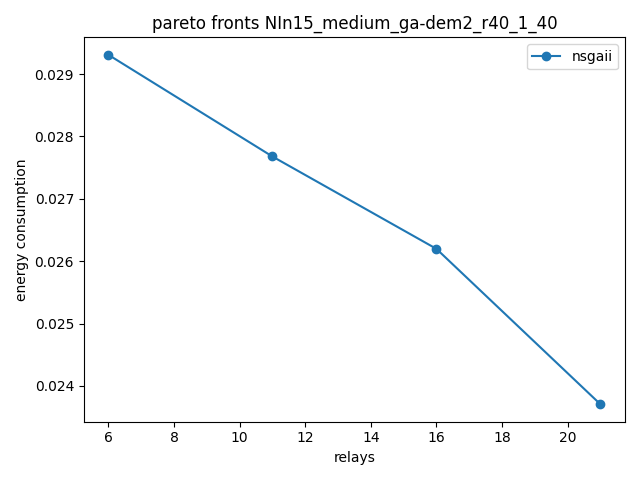 pareto fronts NIn15_medium_ga-dem2_r40_1_40
nsgaii
energy consumption
0.029
0.028
0.027
0.026
0.025
0.024
6 8 10 12 14 16 18 20
relays